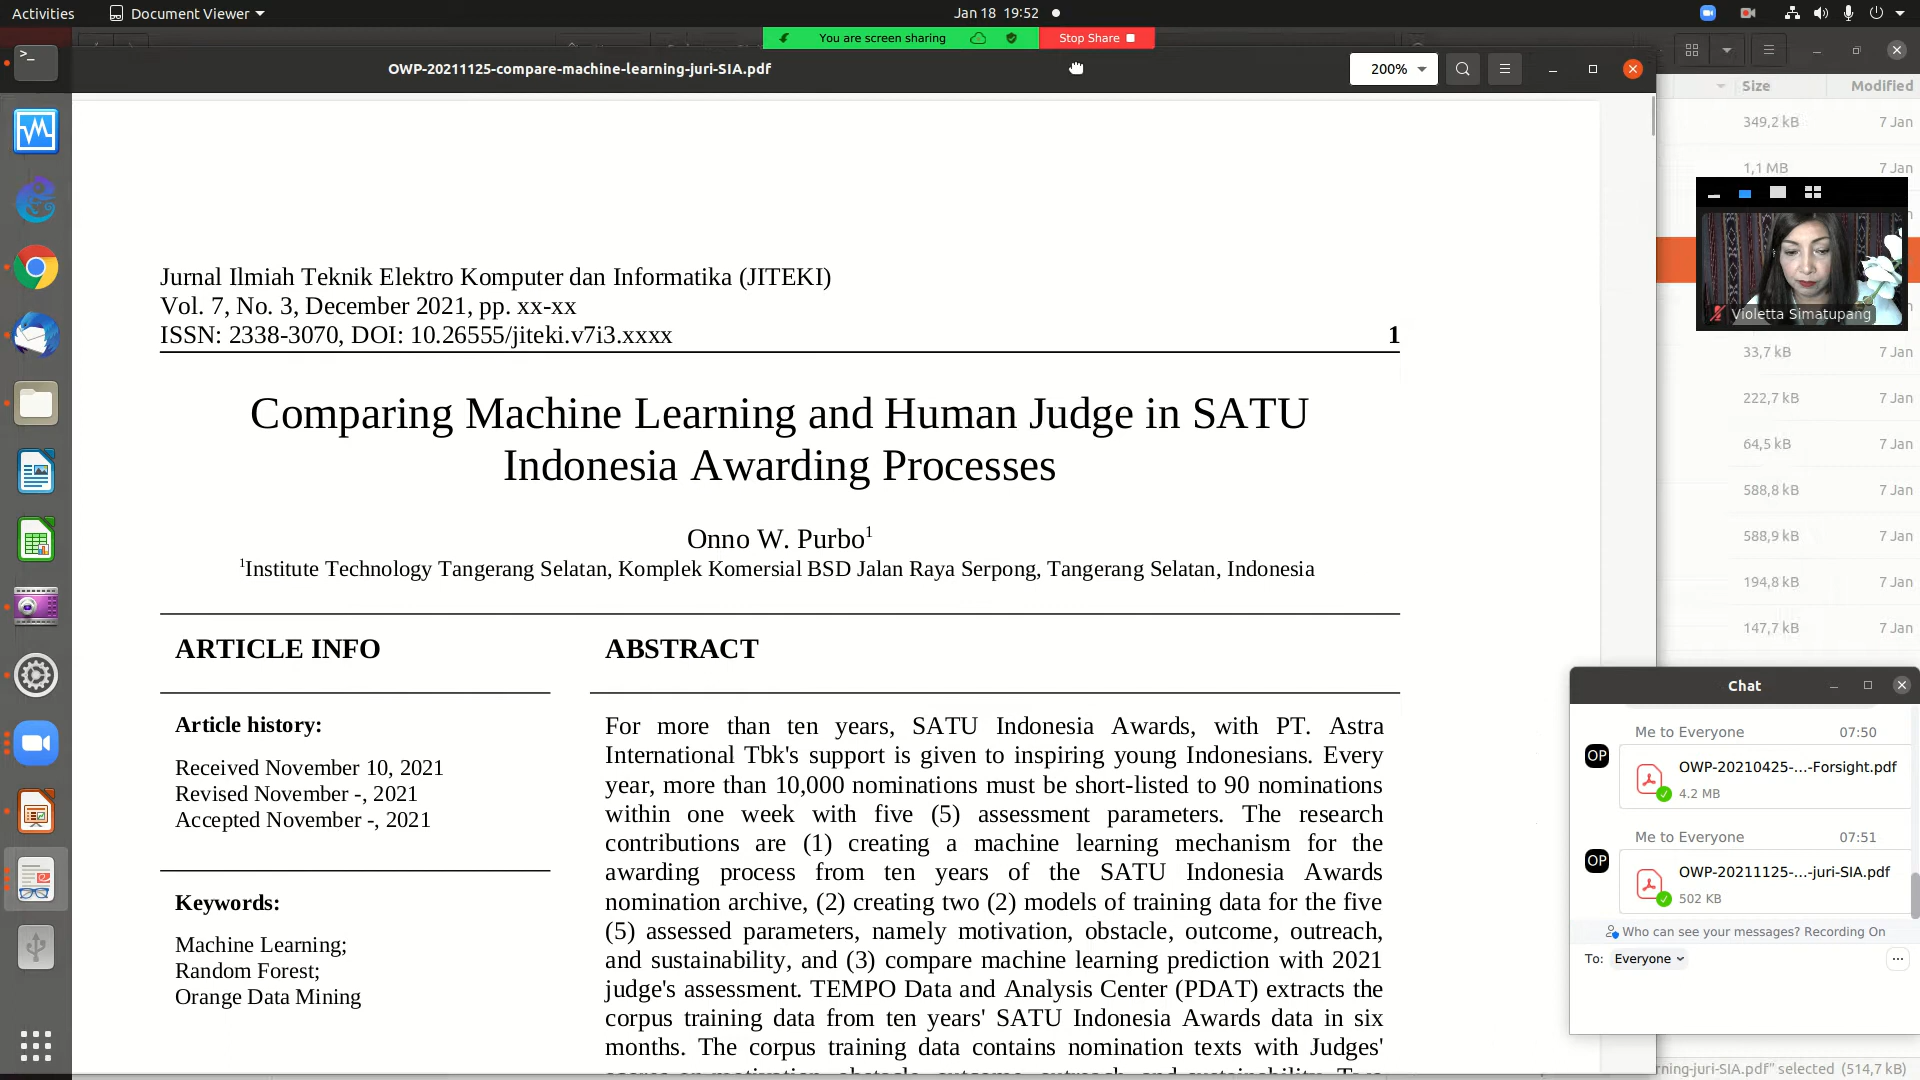 Activities
Document Viewer
Jan 18 19:52
You are screen sharing
Stop Share
OWP-20211125-compare-machine-learning-juri-SIA.pdf
200%
Size
Modified
349,2 kB
7 Jan
1,1 MB
7 Jan
Violetta Simatupang
33,7 kB
7 Jan
222,7 kB
7 Jan
64,5 kB
7 Jan
588,8 kB
7 Jan
588,9 kB
7 Jan
194,8 kB
7 Jan
147,7 kB
7 Jan
Jurnal Ilmiah Teknik Elektro Komputer dan Informatika (JITEKI)
Vol. 7, No. 3, December 2021, pp. xx-xx
ISSN: 2338-3070, DOI: 10.26555/jiteki.v7i3.xxxx
1
Comparing Machine Learning and Human Judge in SATU
Indonesia Awarding Processes
Onno W. Purbo1
1Institute Technology Tangerang Selatan, Komplek Komersial BSD Jalan Raya Serpong, Tangerang Selatan, Indonesia
ARTICLE INFO
Article history:
Received November 10, 2021
Revised November -, 2021
Accepted November -, 2021
Keywords:
Machine Learning;
Random Forest;
Orange Data Mining
ABSTRACT
For more than ten years, SATU Indonesia Awards, with PT. Astra
International Tbk's support is given to inspiring young Indonesians. Every
year, more than 10,000 nominations must be short-listed to 90 nominations
within one week with five (5) assessment parameters. The research
contributions are (1) creating a machine learning mechanism for the
awarding process from ten years of the SATU Indonesia Awards
nomination archive, (2) creating two (2) models of training data for the five
(5) assessed parameters, namely motivation, obstacle, outcome, outreach,
and sustainability, and (3) compare machine learning prediction with 2021
judge's assessment. TEMPO Data and Analysis Center (PDAT) extracts the
corpus training data from ten years' SATU Indonesia Awards data in six
months. The corpus training data contains nomination texts with Judges'
Chat
Me to Everyone
07:50
OP
OWP-20210425-...-Forsight.pdf
4.2 MB
Me to Everyone
07:51
OP
OWP-20211125-...-juri-SIA.pdf
502 KB
Who can see your messages? Recording On
To: Everyone
rning-juri-SIA.pdf" selected (514,7 kB)